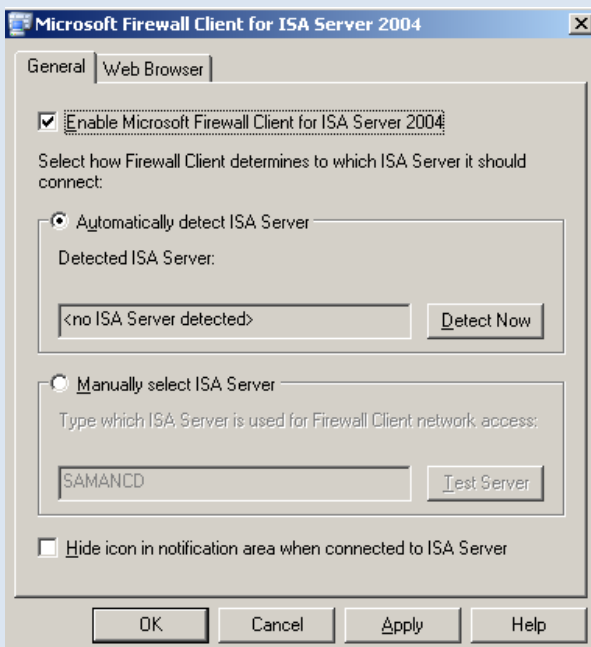 Microsoft Firewall Client for ISA Server 2004
General
Web Browser
Enable Microsoft Firewall Client for ISA Server 2004
Select how Firewall Client determines to which ISA Server it should
connect:
Automatically detect ISA Server
Detected ISA Server:
<no ISA Server detected>
Detect Now
Manually select ISA Server
Type which ISA Server is used for Firewall Client network access:
SAMANCD
Test Server
Hide icon in notification area when connected to ISA Server
OK
Cancel
Apply
Help